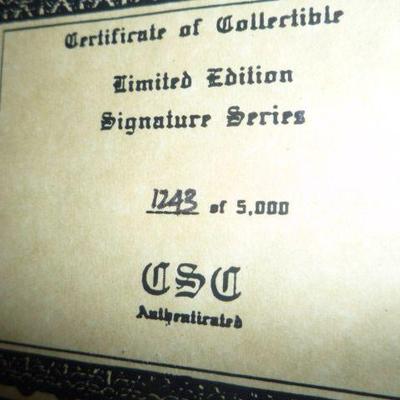 Certificate of Collectible
Limited Edition
Signature Series
1243 of 5,000
CSC
Authenticated